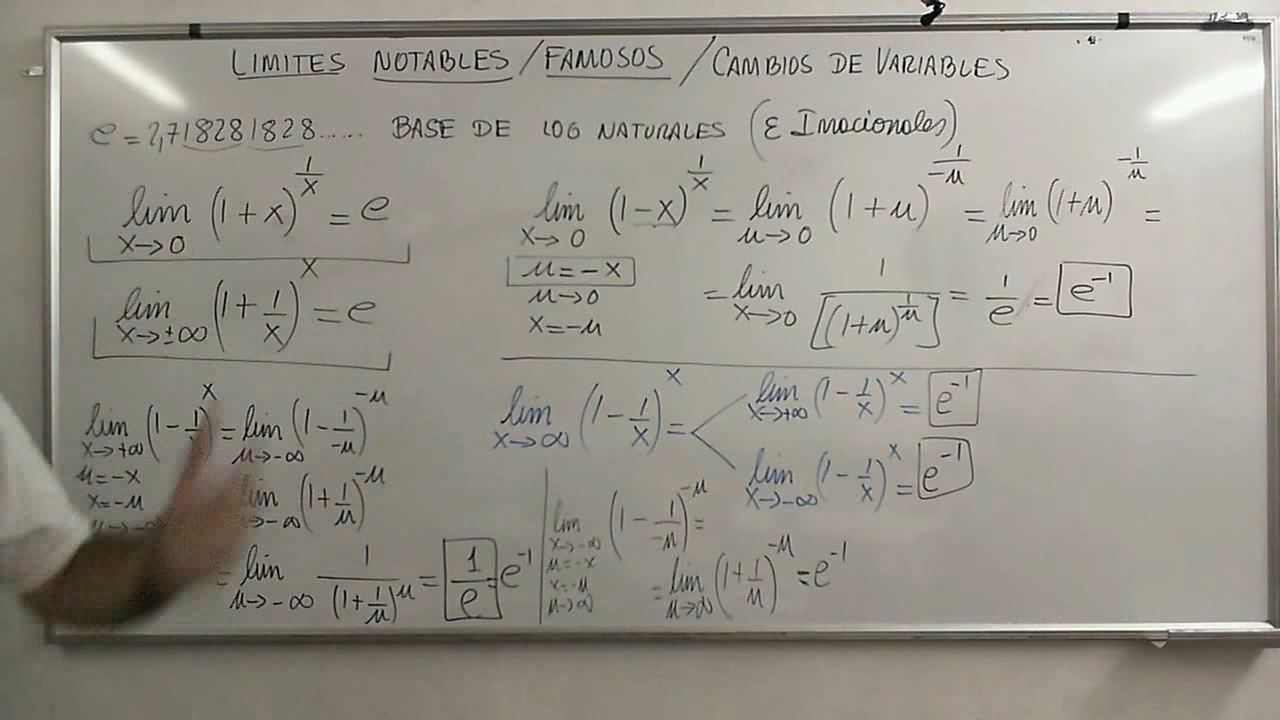 LIMITES NOTABLES / FAMOSOS / CAMBIOS DE VARIABLES
e = 2,718281828..... BASE DE LOG NATURALES (∈ Irracionales)
lim x→0 (1+x)^(1/x) = e
lim x→±∞ (1+1/x)^x = e
lim x→0 (1-x)^(1/x) = lim μ→0 (1+μ)^(1/-μ) = lim μ→0 (1+μ)^(-1/μ) =
μ = -x
μ→0
x = -μ
= lim x→0 1/[(1+μ)^(1/μ)] = 1/e = e^-1
lim x→+∞ (1-1/x)^x = lim μ→-∞ (1-1/-μ)^-μ
μ = -x
x = -μ
lim μ→-∞ (1+1/μ)^-μ
= lim μ→-∞ 1/(1+1/μ)^μ = 1/e = e^-1
lim x→∞ (1-1/x)^x =
lim x→+∞ (1-1/x)^x = e^-1
lim x→-∞ (1-1/x)^x = e^-1
lim x→-∞ (1-1/-μ)^-μ =
μ = -x
x = -μ
μ→∞
= lim μ→∞ (1+1/μ)^-μ = e^-1